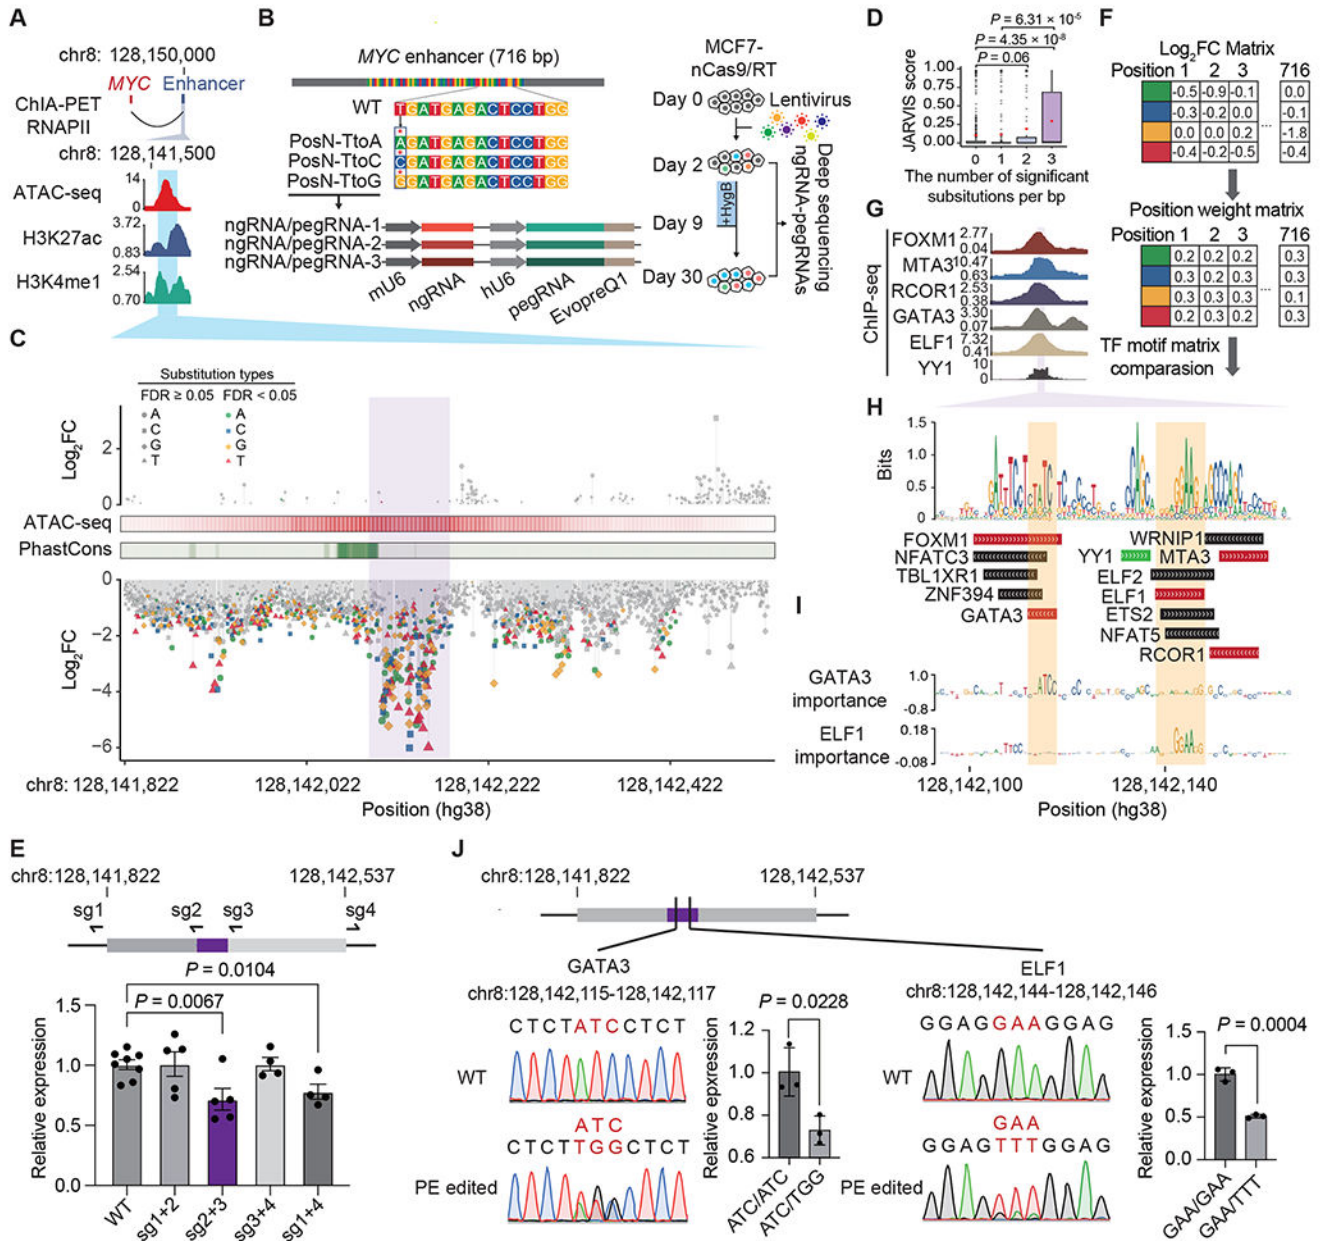 A
chr8: 128,150,000
MYC Enhancer
ChIA-PET
RNAPII
chr8: 128,141,500
ATAC-seq
14
0
H3K27ac
3.72
0.83
H3K4me1
2.54
0.70
B
MYC enhancer (716 bp)
WT
TGATGAGACTCCTGG
PosN-TtoA
AGATGAGACTCCTGG
PosN-TtoC
CGATGAGACTCCTGG
PosN-TtoG
GGATGAGACTCCTGG
ngRNA/pegRNA-1
ngRNA/pegRNA-2
ngRNA/pegRNA-3
mU6 ngRNA hU6 pegRNA EvopreQ1
MCF7-
nCas9/RT
Day 0
Lentivirus
Day 2
+HygB
Day 9
Day 30
Deep sequencing
ngRNA-pegRNAs
C
Substitution types
FDR ≥ 0.05 FDR < 0.05
A A
C C
G G
T T
Log2FC
2
0
ATAC-seq
PhastCons
Log2FC
0
−2
−4
−6
chr8: 128,141,822 128,142,022 128,142,222 128,142,422
Position (hg38)
D
P = 6.31 × 10-5
P = 4.35 × 10-8
P = 0.06
JARVIS score
1.00
0.75
0.50
0.25
0.00
0 1 2 3
The number of significant
subsitutions per bp
E
chr8:128,141,822 128,142,537
sg1 sg2 sg3 sg4
P = 0.0104
P = 0.0067
Relative expression
1.5
1.0
0.5
0.0
WT sg1+2 sg2+3 sg3+4 sg1+4
F
Log2FC Matrix
Position 1 2 3 716
-0.5 -0.9 -0.1 0.0
-0.3 -0.2 0.0 -0.1
0.0 0.0 0.2 ... -1.8
-0.4 -0.2 -0.5 -0.4
Position weight matrix
Position 1 2 3 716
0.2 0.2 0.2 0.3
0.3 0.2 0.3 0.3
0.3 0.3 0.3 ... 0.1
0.2 0.3 0.2 0.3
TF motif matrix
comparasion
G
ChIP-seq
FOXM1
2.77
0.04
MTA3
10.47
0.63
RCOR1
2.53
0.38
GATA3
3.30
0.07
ELF1
7.32
0.41
YY1
10
0
H
Bits
1.5
1.0
0.5
0
FOXM1 WRNIP1
NFATC3 YY1 MTA3
TBL1XR1 ELF2
ZNF394 ELF1
GATA3 ETS2
NFAT5
RCOR1
I
GATA3
importance
1.0
-0.8
ELF1
importance
0.18
-0.08
128,142,100 128,142,140
Position (hg38)
J
chr8:128,141,822 128,142,537
GATA3
chr8:128,142,115-128,142,117
CTCTATCCTCT
WT
ATC
CTCTTGGCTCT
PE edited
P = 0.0228
Relative epxression
1.2
1.0
0.8
0.6
ATC/ATC ATC/TGG
ELF1
chr8:128,142,144-128,142,146
GGAGGAAGGAG
WT
GAA
GGAGTTTGGAG
PE edited
P = 0.0004
Relative expression
1.5
1.0
0.5
0.0
GAA/GAA GAA/TTT